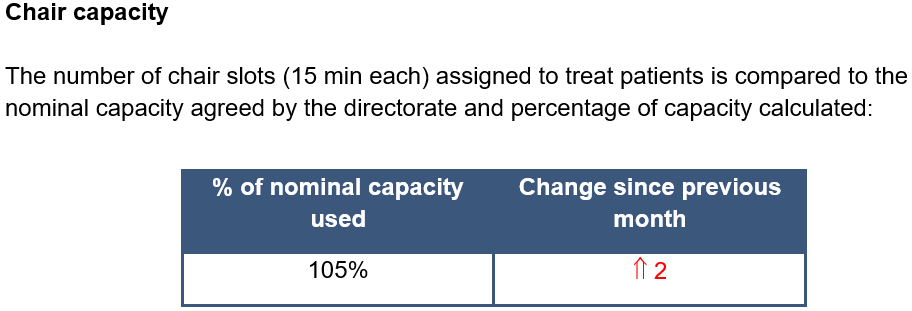 Chair capacity
The number of chair slots (15 min each) assigned to treat patients is compared to the
nominal capacity agreed by the directorate and percentage of capacity calculated:
% of nominal capacity used
Change since previous month
105%
⇑ 2